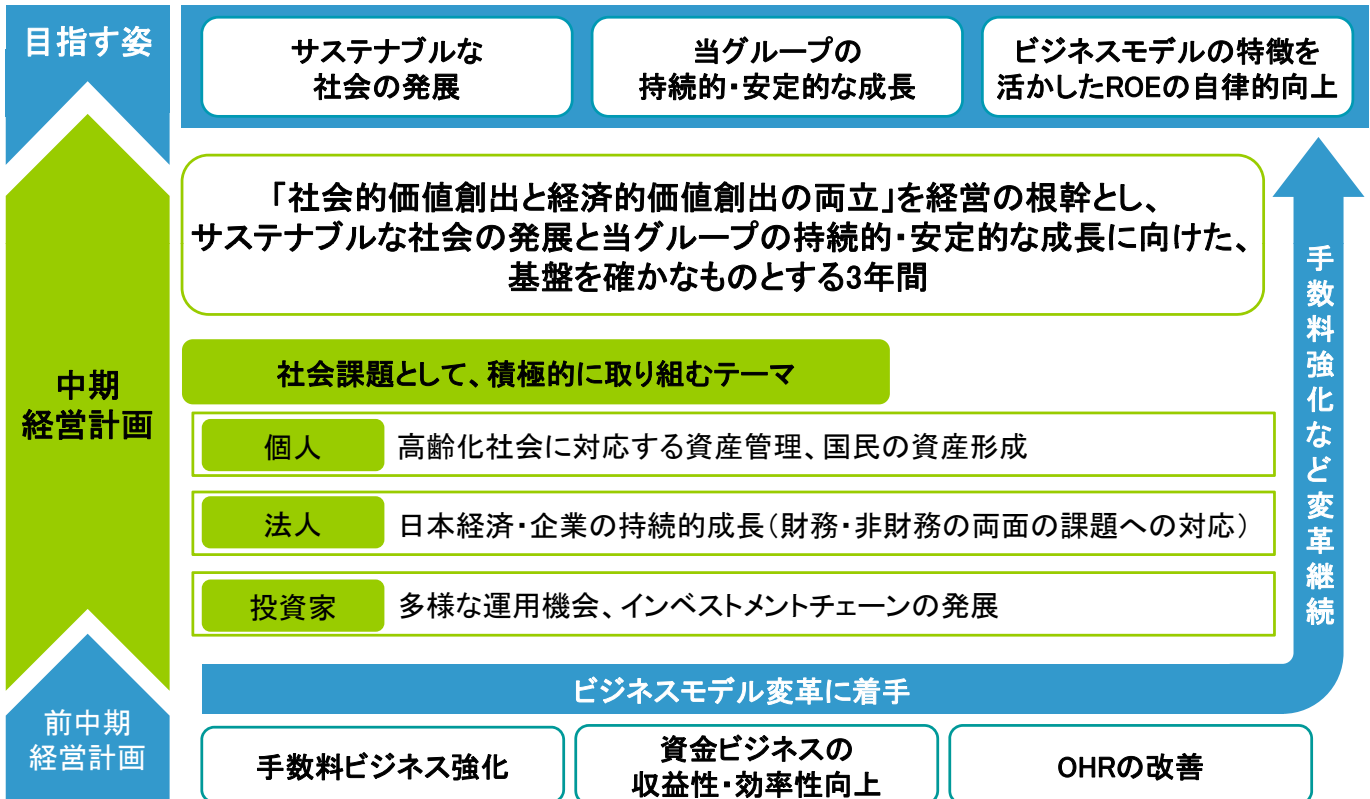 目指す姿
サステナブルな
社会の発展
当グループの
持続的・安定的な成長
ビジネスモデルの特徴を
活かしたROEの自律的向上
「社会的価値創出と経済的価値創出の両立」を経営の根幹とし、
サステナブルな社会の発展と当グループの持続的・安定的な成長に向けた、
基盤を確かなものとする3年間
手数料強化など変革継続
中期
経営計画
社会課題として、積極的に取り組むテーマ
個人
高齢化社会に対応する資産管理、国民の資産形成
法人
日本経済・企業の持続的成長(財務・非財務の両面の課題への対応)
投資家
多様な運用機会、インベストメントチェーンの発展
ビジネスモデル変革に着手
前中期
経営計画
手数料ビジネス強化
資金ビジネスの
収益性・効率性向上
OHRの改善